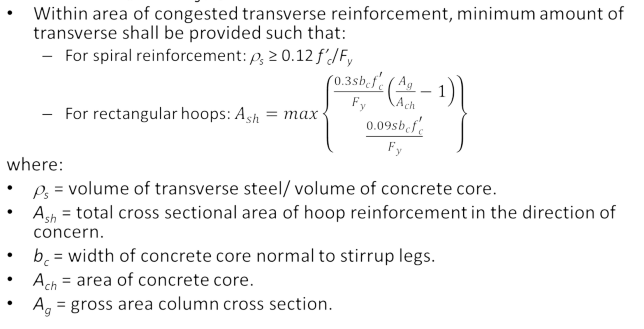 • Within area of congested transverse reinforcement, minimum amount of
transverse shall be provided such that:
– For spiral reinforcement: ρₛ ≥ 0.12 f′c/Fy
– For rectangular hoops: Ash = max { 0.3sbcf′c/Fy (Ag/Ach − 1)
0.09sbcf′c/Fy }
where:
• ρₛ = volume of transverse steel/ volume of concrete core.
• Ash = total cross sectional area of hoop reinforcement in the direction of
concern.
• bc = width of concrete core normal to stirrup legs.
• Ach = area of concrete core.
• Ag = gross area column cross section.